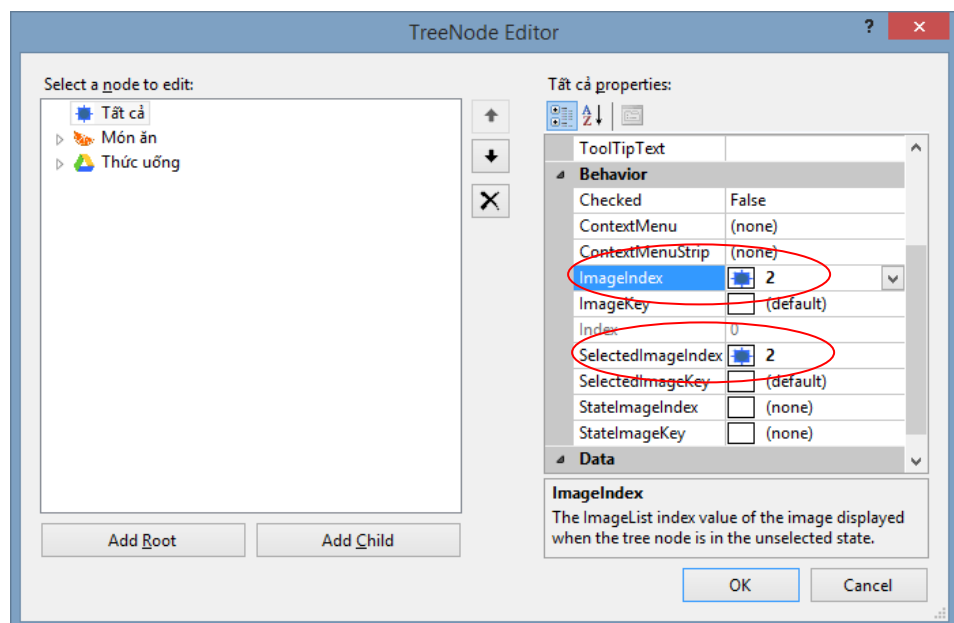 TreeNode Editor
?
×
Select a node to edit:
Tất cả
Món ăn
Thức uống
Add Root
Add Child
Tất cả properties:
ToolTipText
Behavior
Checked False
ContextMenu (none)
ContextMenuStrip (none)
ImageIndex 2
ImageKey (default)
Index 0
SelectedImageIndex 2
SelectedImageKey (default)
StateImageIndex (none)
StateImageKey (none)
Data
ImageIndex
The ImageList index value of the image displayed
when the tree node is in the unselected state.
OK
Cancel